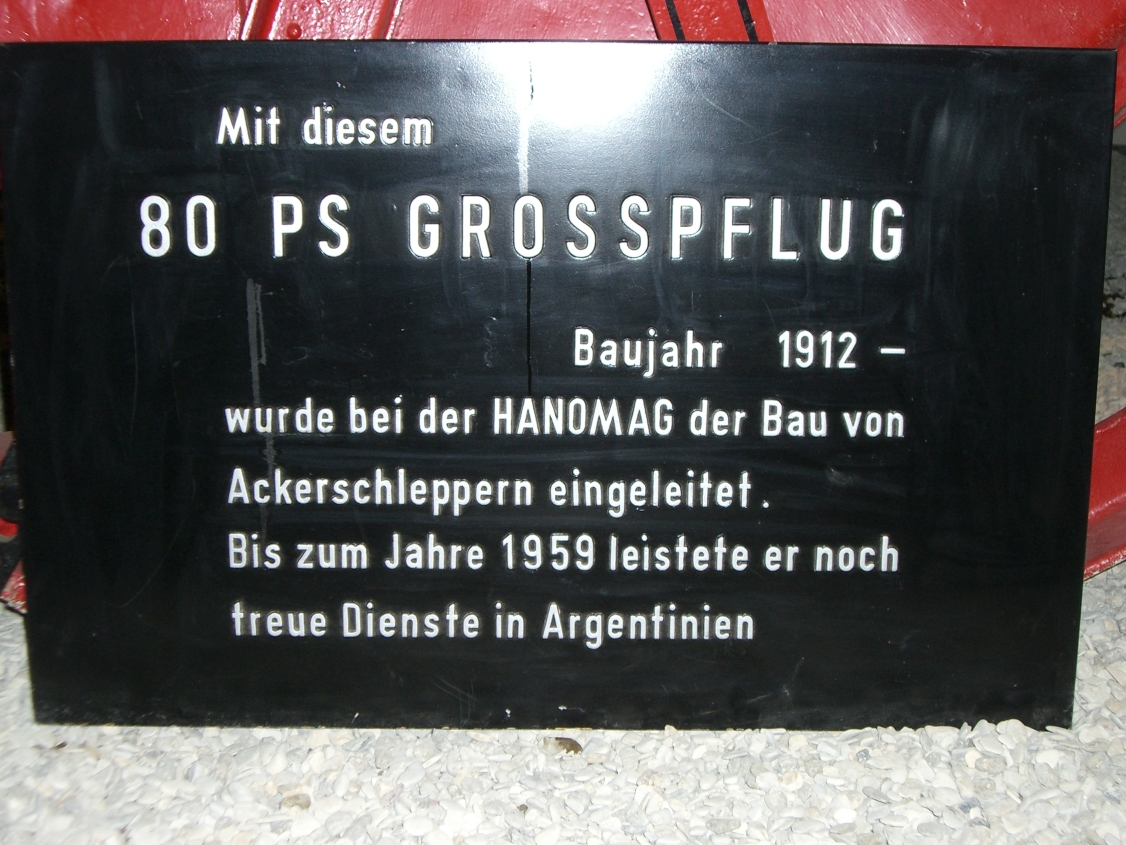 Mit diesem
80 PS GROSSPFLUG
Baujahr 1912 –
wurde bei der HANOMAG der Bau von
Ackerschleppern eingeleitet.
Bis zum Jahre 1959 leistete er noch
treue Dienste in Argentinien